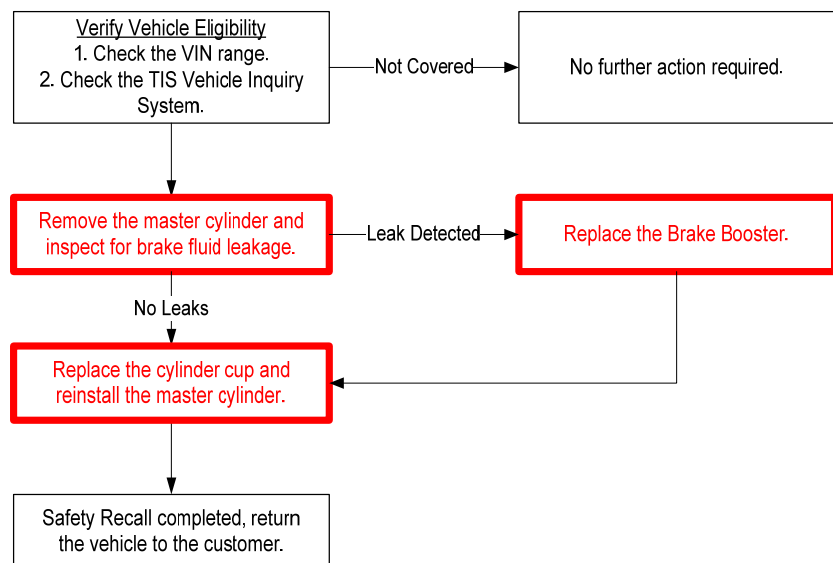 Verify Vehicle Eligibility
1. Check the VIN range.
2. Check the TIS Vehicle Inquiry
System.
Not Covered
No further action required.
Remove the master cylinder and
inspect for brake fluid leakage.
Leak Detected
Replace the Brake Booster.
No Leaks
Replace the cylinder cup and
reinstall the master cylinder.
Safety Recall completed, return
the vehicle to the customer.